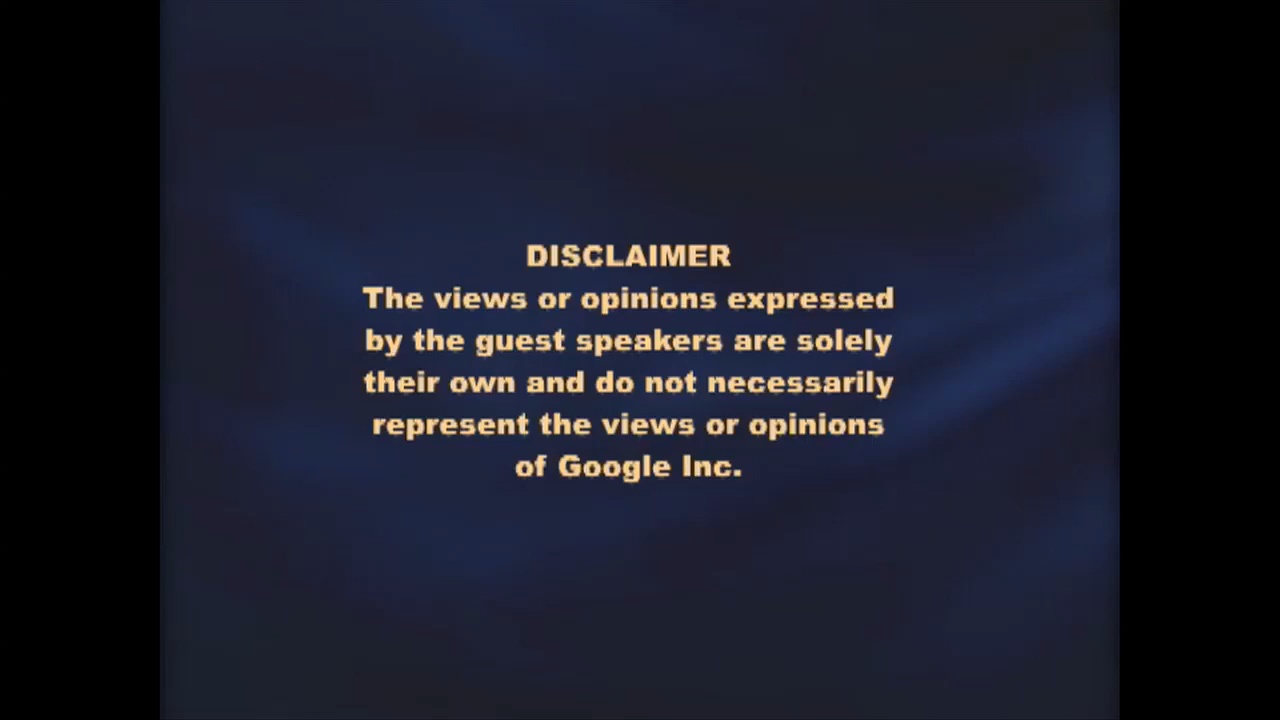 DISCLAIMER
The views or opinions expressed
by the guest speakers are solely
their own and do not necessarily
represent the views or opinions
of Google Inc.